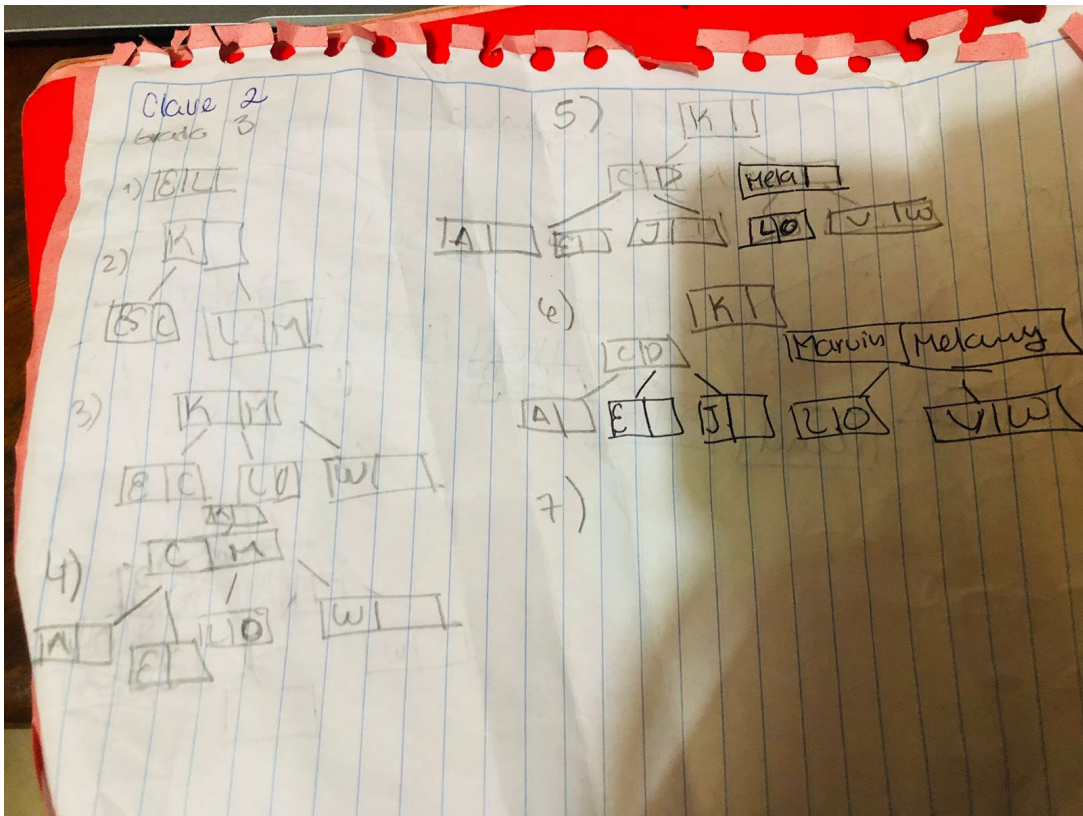 Clave 2
Grado 3
1) E L
2)
K
B C L M
3)
K M
E C L O W
4)
K
C M
A E L O W
5)
K
C D Mela
A E J L O V W
6)
K
C D Marvin Melany
A E J L O V W
7)